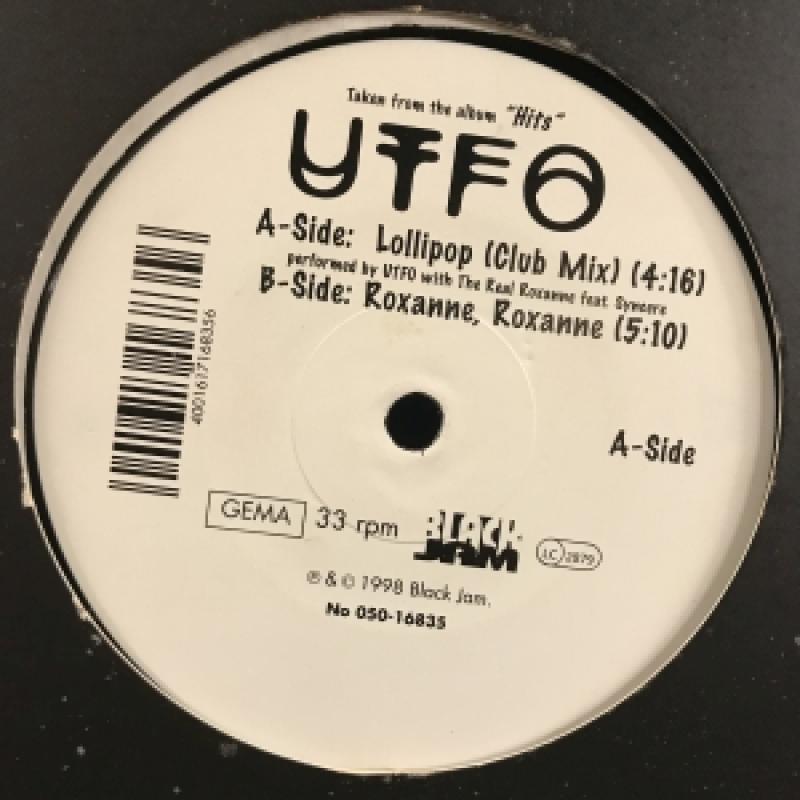 Taken from the album "Hits"
UTFO
A-Side: Lollipop (Club Mix) (4:16)
performed by UTFO with The Real Roxanne feat. Syncere
B-Side: Roxanne, Roxanne (5:10)
4001617168356
A-Side
GEMA 33 rpm BLACK JAM LC 2879
℗ & © 1998 Black Jam.
No 050-16835